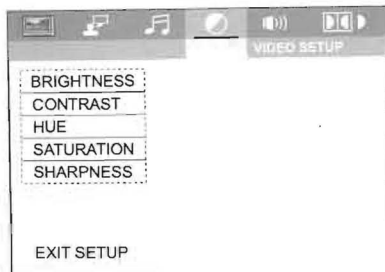 VIDEO SETUP
BRIGHTNESS
CONTRAST
HUE
SATURATION
SHARPNESS
EXIT SETUP